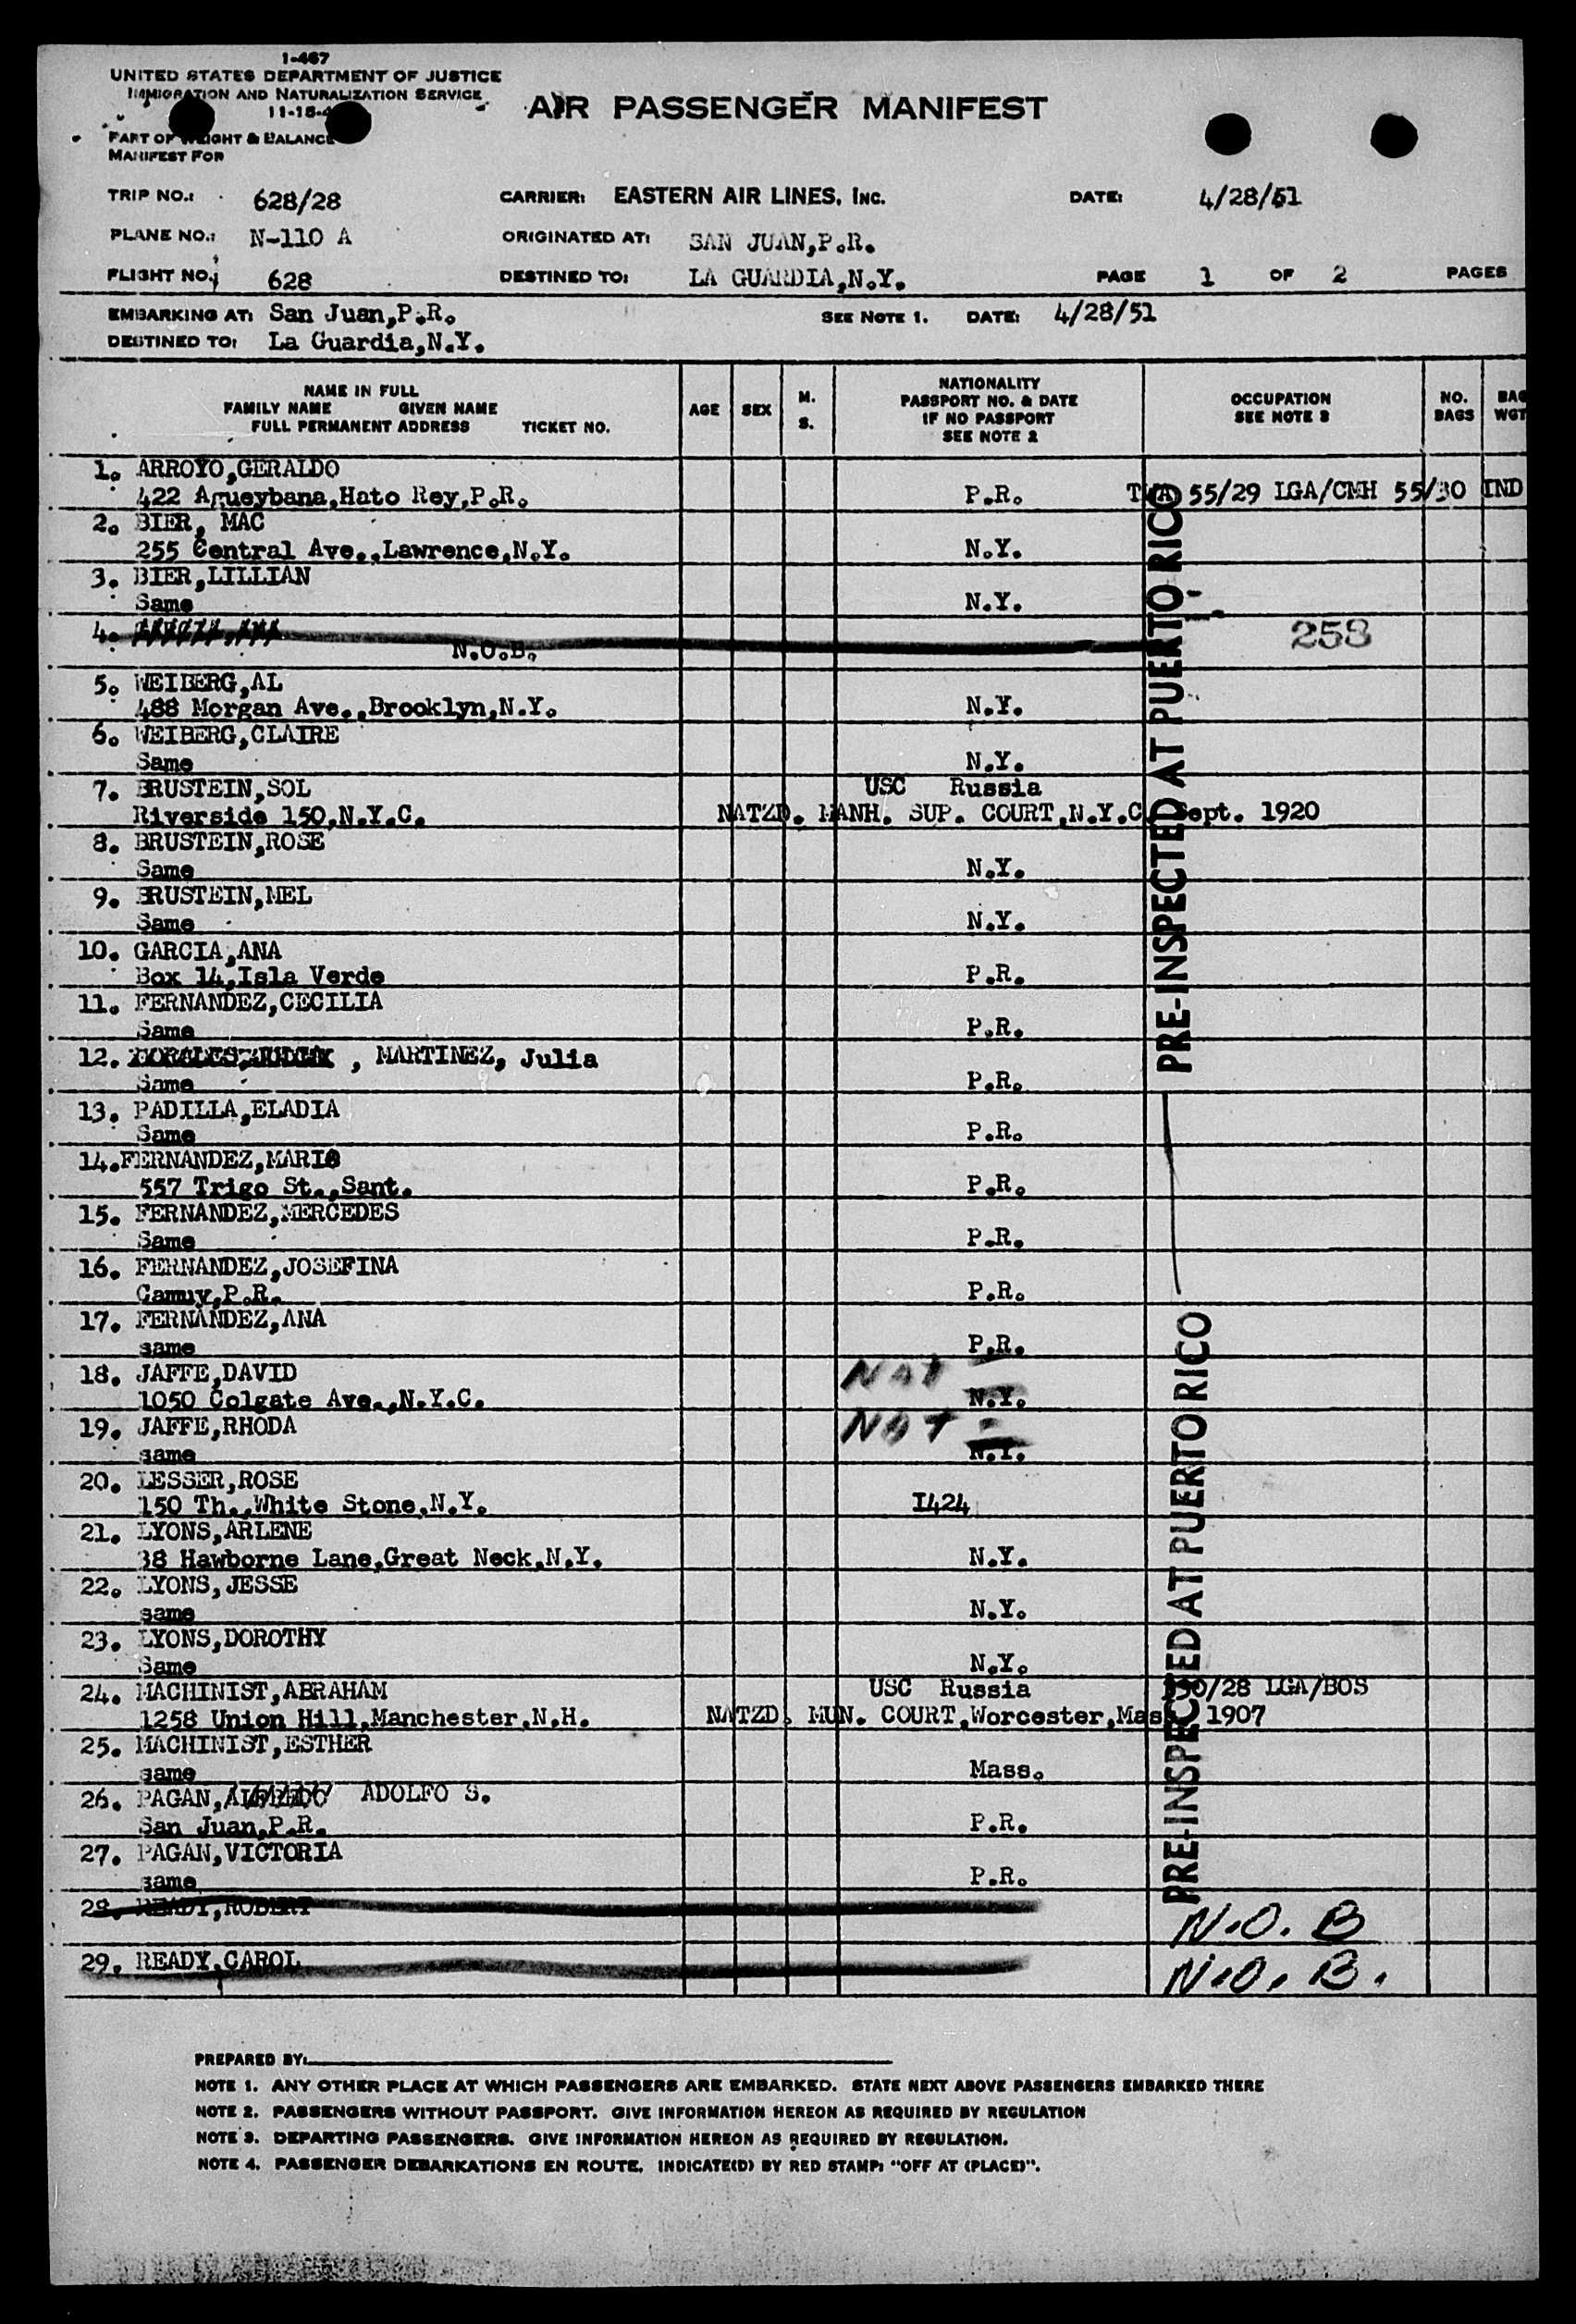 1-467
UNITED STATES DEPARTMENT OF JUSTICE
IMMIGRATION AND NATURALIZATION SERVICE
11-15-4
AIR PASSENGER MANIFEST
PART OF WEIGHT & BALANCE
MANIFEST FOR
TRIP NO.: 628/28 CARRIER: EASTERN AIR LINES, INC. DATE: 4/28/51
PLANE NO.: N-110 A ORIGINATED AT: SAN JUAN,P.R.
FLIGHT NO.: 628 DESTINED TO: LA GUARDIA,N.Y. PAGE 1 OF 2 PAGES
EMBARKING AT: San Juan,P.R. SEE NOTE 1. DATE: 4/28/51
DESTINED TO: La Guardia,N.Y.
NAME IN FULL
FAMILY NAME GIVEN NAME
FULL PERMANENT ADDRESS TICKET NO.
AGE SEX M. S.
NATIONALITY
PASSPORT NO. & DATE
IF NO PASSPORT
SEE NOTE 2
OCCUPATION
SEE NOTE 3
NO. BAGS
BAG WGT
1. ARROYO,GERALDO
422 Agueybana,Hato Rey,P.R. P.R. TWA 55/29 LGA/CMH 55/30 IND
2. BIER, MAC
255 Central Ave.,Lawrence,N.Y. N.Y.
3. BIER,LILLIAN
Same N.Y.
4.
N.O.B. 258
5. WEIBERG,AL
488 Morgan Ave.,Brooklyn,N.Y. N.Y.
6. WEIBERG,CLAIRE
Same N.Y.
7. BRUSTEIN,SOL USC Russia
Riverside 150,N.Y.C. NATZD. MANH. SUP. COURT,N.Y.C. Sept. 1920
8. BRUSTEIN,ROSE
Same N.Y.
9. BRUSTEIN,MEL
Same N.Y.
10. GARCIA,ANA
Box 14,Isla Verde P.R.
11. FERNANDEZ,CECILIA
Same P.R.
12. , MARTINEZ, Julia
Same P.R.
13. PADILLA,ELADIA
Same P.R.
14.FERNANDEZ,MARIO
557 Trigo St.,Sant. P.R.
15. FERNANDEZ,MERCEDES
Same P.R.
16. FERNANDEZ,JOSEFINA
Camuy,P.R. P.R.
17. FERNANDEZ,ANA
same P.R.
18. JAFFE,DAVID NAT
1050 Colgate Ave.,N.Y.C. N.Y.
19. JAFFE,RHODA NAT -
same N.Y.
20. LESSER,ROSE
150 Th.,White Stone,N.Y. I424
21. LYONS,ARLENE
38 Hawborne Lane,Great Neck,N.Y. N.Y.
22. LYONS,JESSE
same N.Y.
23. LYONS,DOROTHY
Same N.Y.
24. MACHINIST,ABRAHAM USC Russia /28 LGA/BOS
1258 Union Hill,Manchester,N.H. NATZD. MUN. COURT,Worcester,Mass. 1907
25. MACHINIST,ESTHER
same Mass.
26. PAGAN, ADOLFO S.
San Juan,P.R. P.R.
27. PAGAN,VICTORIA
same P.R.
28. READY,ROBERT
N.O.B
29. READY,CAROL
N.O.B.
PRE-INSPECTED AT PUERTO RICO
PRE-INSPECTED AT PUERTO RICO
PREPARED BY:
NOTE 1. ANY OTHER PLACE AT WHICH PASSENGERS ARE EMBARKED. STATE NEXT ABOVE PASSENGERS EMBARKED THERE
NOTE 2. PASSENGERS WITHOUT PASSPORT. GIVE INFORMATION HEREON AS REQUIRED BY REGULATION
NOTE 3. DEPARTING PASSENGERS. GIVE INFORMATION HEREON AS REQUIRED BY REGULATION.
NOTE 4. PASSENGER DEBARKATIONS EN ROUTE. INDICATE(D) BY RED STAMP: "OFF AT (PLACE)".